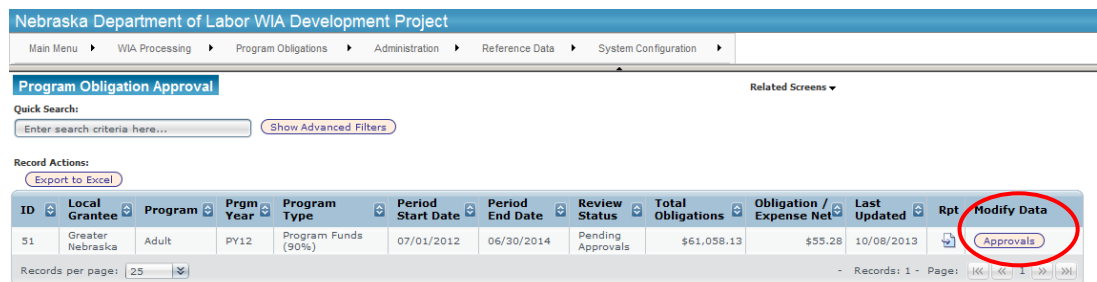 Nebraska Department of Labor WIA Development Project
Main Menu WIA Processing Program Obligations Administration Reference Data System Configuration
Program Obligation Approval Related Screens
Quick Search:
Enter search criteria here... Show Advanced Filters
Record Actions:
Export to Excel
ID Local Grantee Program Prgm Year Program Type Period Start Date Period End Date Review Status Total Obligations Obligation / Expense Net Last Updated Rpt Modify Data
51 Greater Nebraska Adult PY12 Program Funds (90%) 07/01/2012 06/30/2014 Pending Approvals $61,058.13 $55.28 10/08/2013 Approvals
Records per page: 25 - Records: 1 - Page: 1